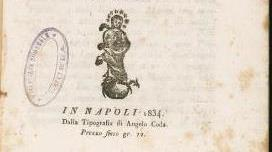 IN NAPOLI 1834.
Dalla Tipografia di Angelo Coda.
Prezzo fisso gr. 12.